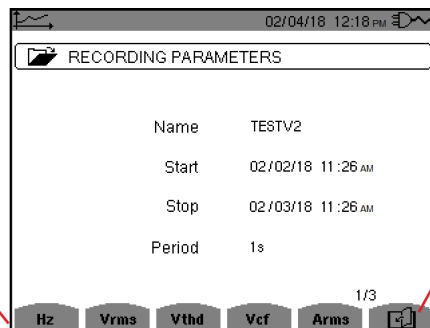 02/04/18 12:18 PM
RECORDING PARAMETERS
Name TESTV2
Start 02/02/18 11:26 AM
Stop 02/03/18 11:26 AM
Period 1s
1/3
Hz Vrms Vthd Vcf Arms